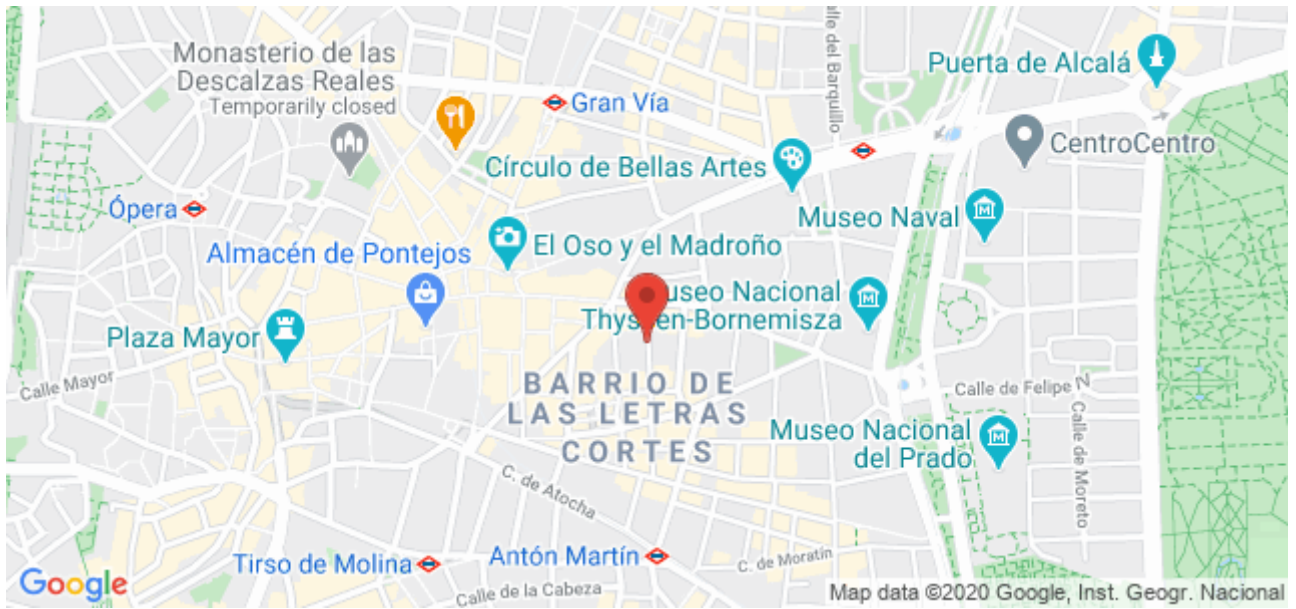 Monasterio de las
Descalzas Reales
Temporarily closed
Gran Vía
Calle del Barquillo
Puerta de Alcalá
CentroCentro
Círculo de Bellas Artes
Ópera
Museo Naval
El Oso y el Madroño
Almacén de Pontejos
Museo Nacional
Thyssen-Bornemisza
Plaza Mayor
Calle Mayor
BARRIO DE
LAS LETRAS
CORTES
Calle de Felipe
Calle de Moreto
Museo Nacional
del Prado
C. de Atocha
Tirso de Molina
Antón Martín
C. de Moratín
Calle de la Cabeza
Google
Map data ©2020 Google, Inst. Geogr. Nacional